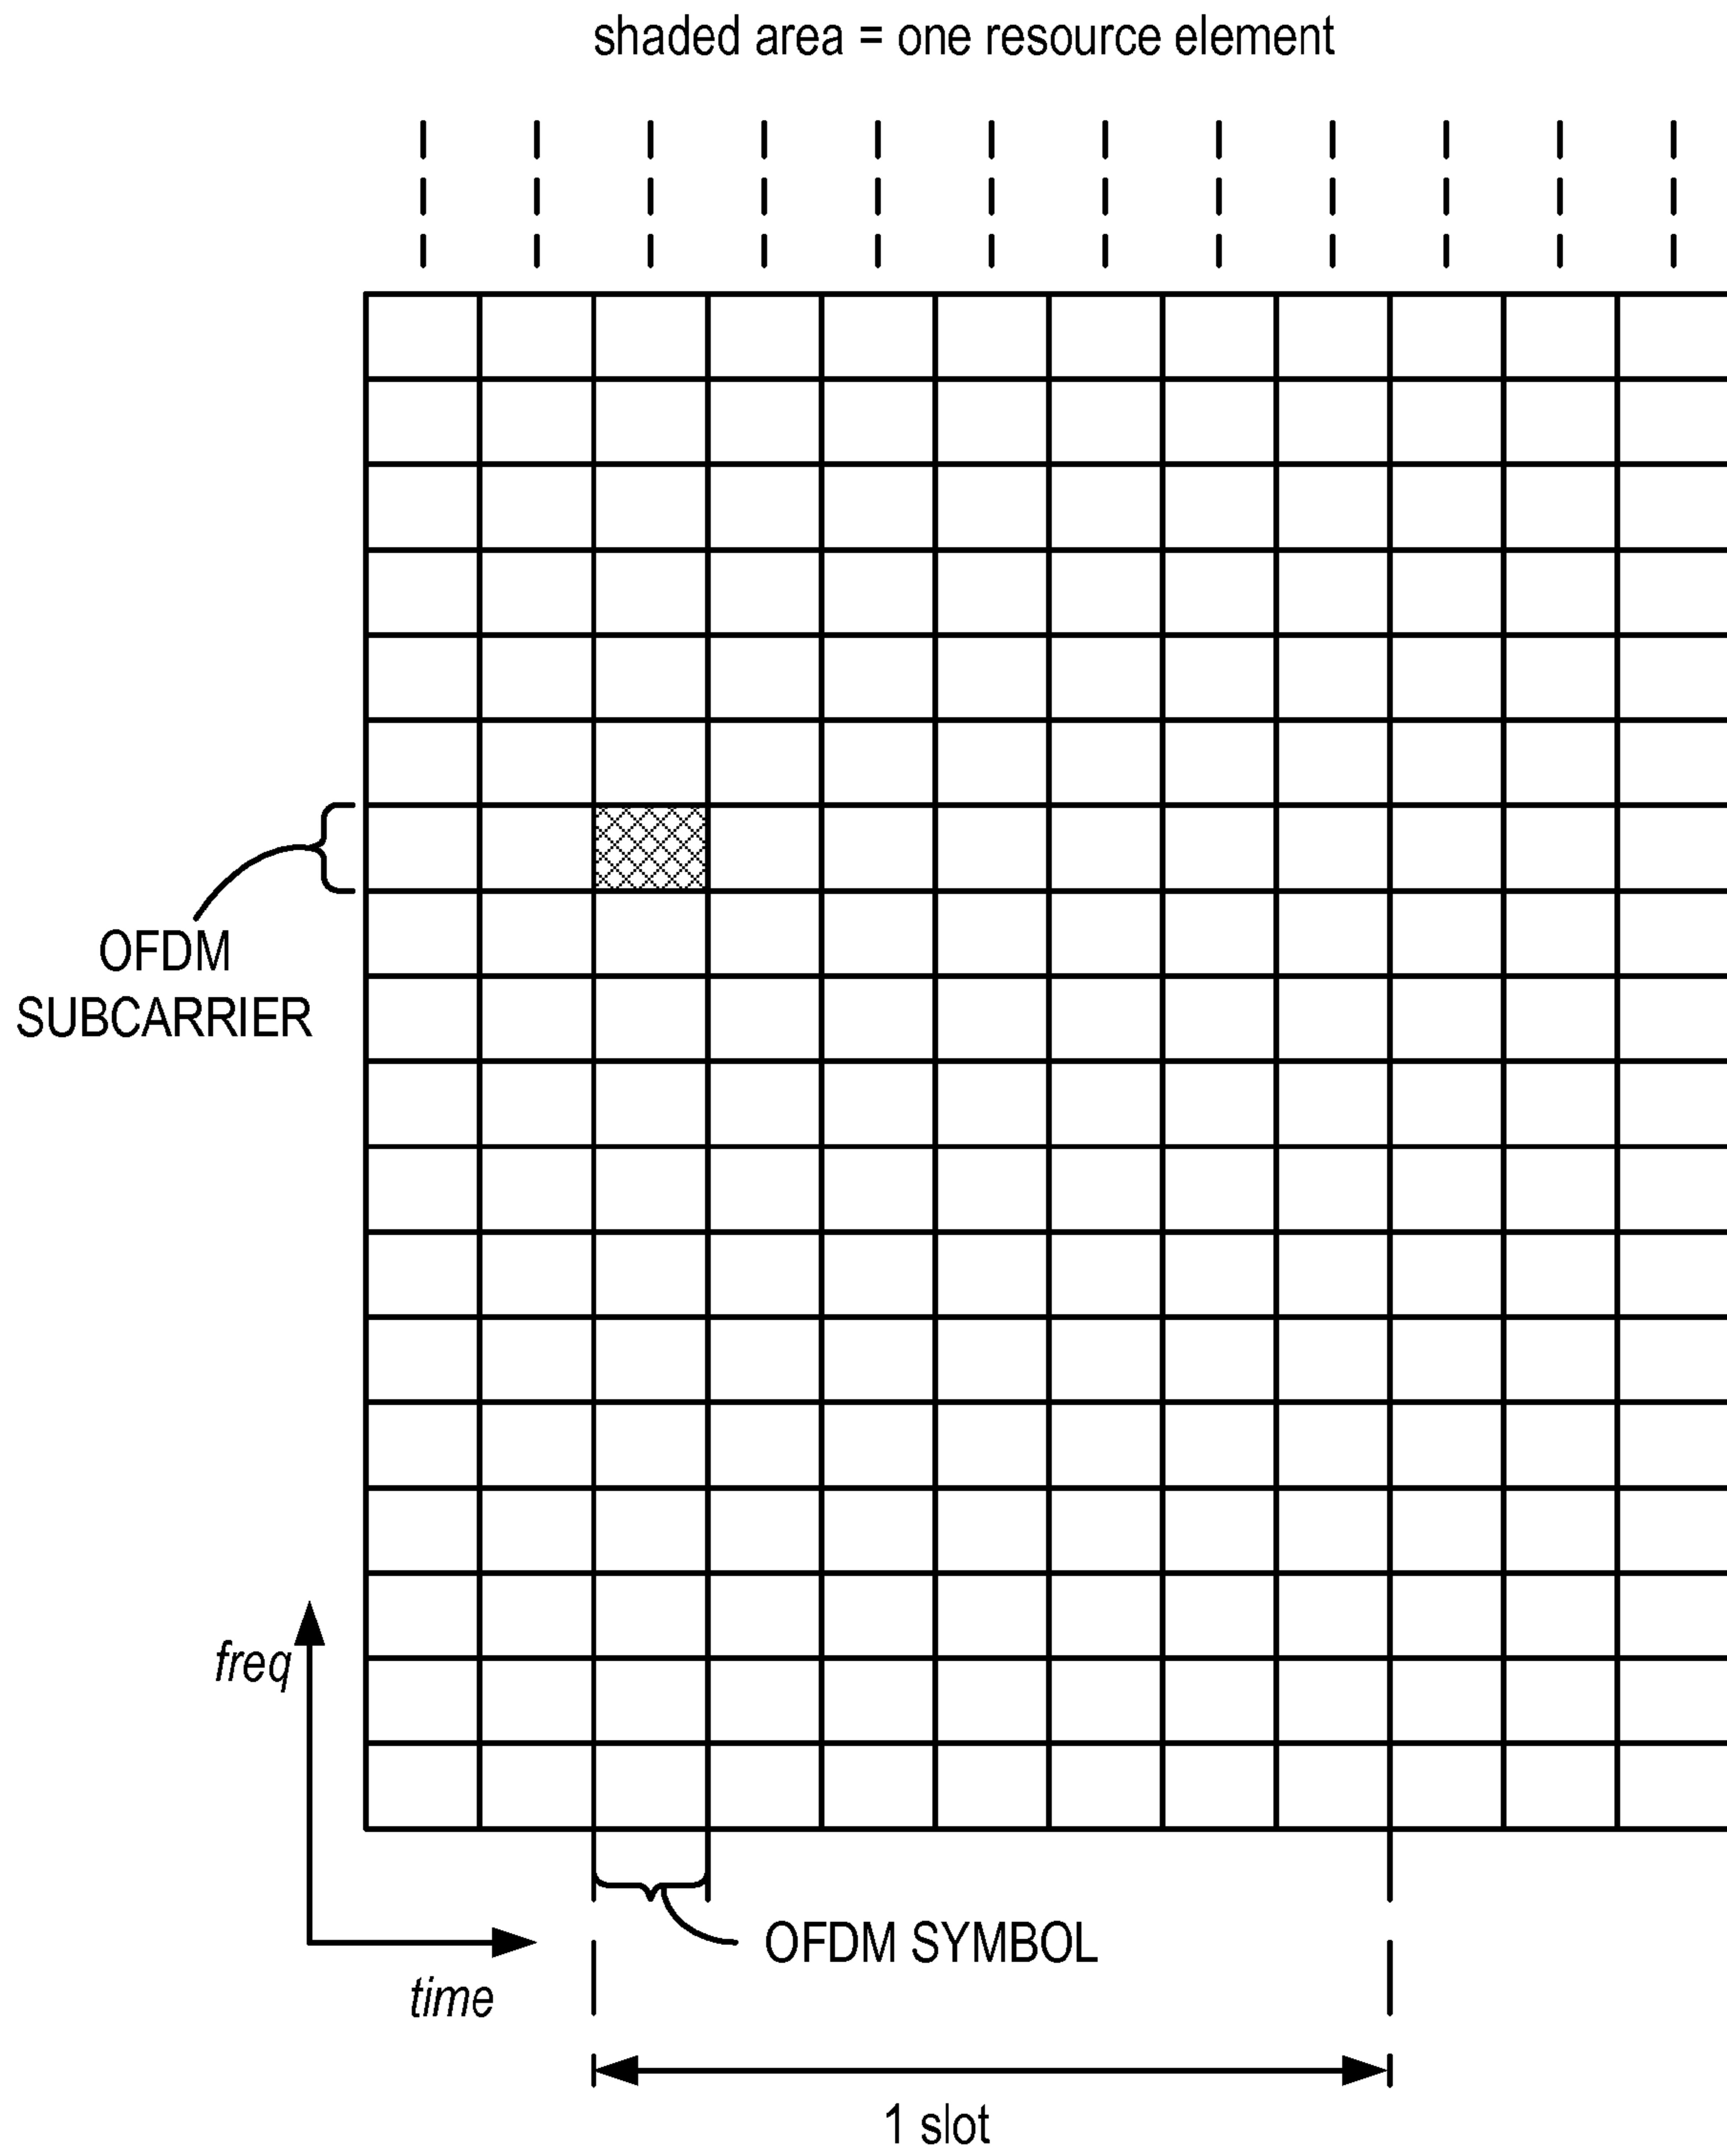 shaded area = one resource element
OFDM
SUBCARRIER
freq
OFDM SYMBOL
time
1 slot